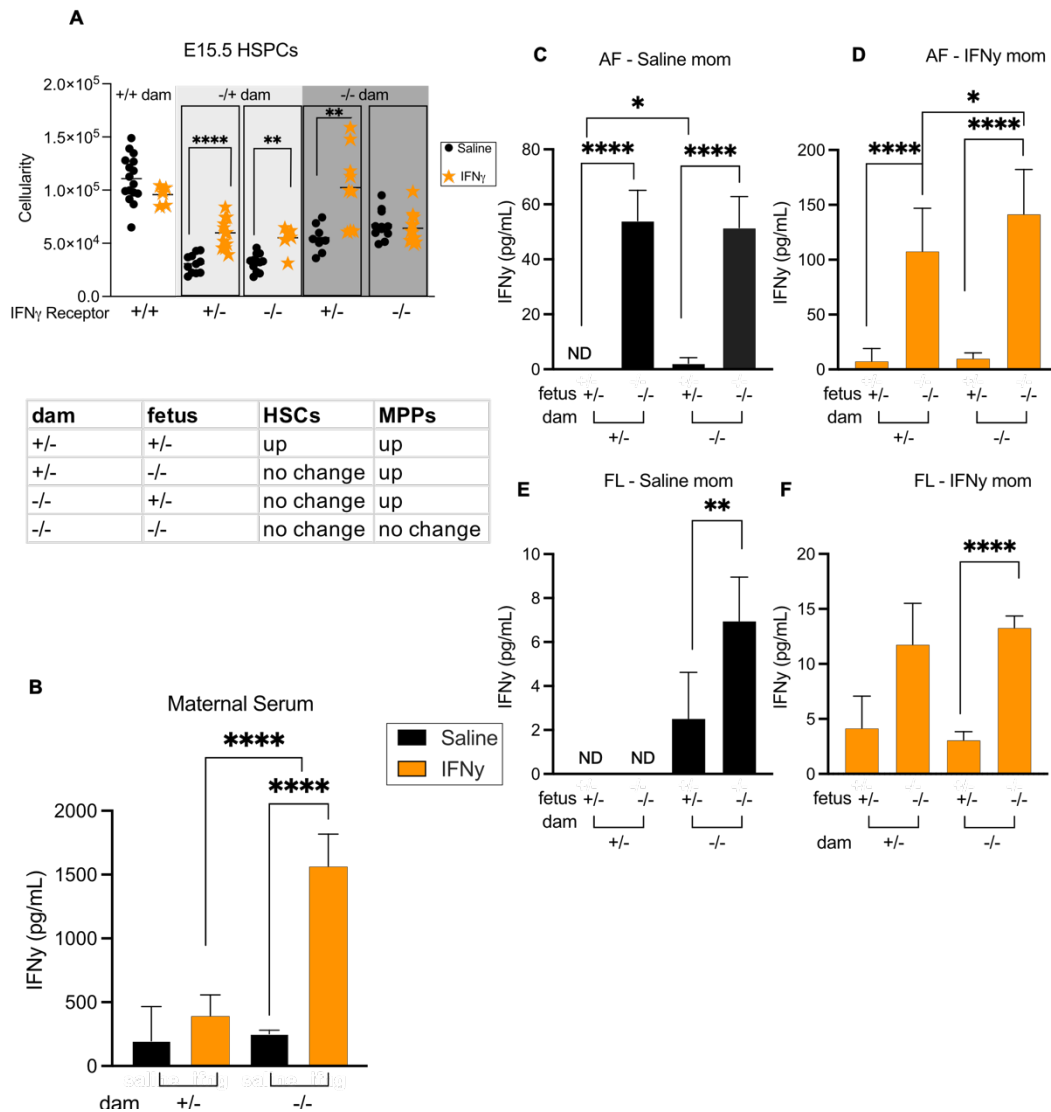 A
E15.5 HSPCs
2.0×10⁵
1.5×10⁵
1.0×10⁵
5.0×10⁴
0.0
Cellularity
+/+ dam
-/+ dam
-/- dam
****
**
**
Saline
IFNγ
IFNγ Receptor
+/+
+/-
-/-
+/-
-/-
dam fetus HSCs MPPs
+/- +/- up up
+/- -/- no change up
-/- +/- no change up
-/- -/- no change no change
B
Maternal Serum
Saline
IFNy
****
****
2000
1500
1000
500
0
IFNy (pg/mL)
saline ifng saline ifng
dam +/- -/-
C
AF - Saline mom
*
****
****
80
60
40
20
0
IFNy (pg/mL)
ND
fetus +/- -/- +/- -/-
dam
+/- -/-
D
AF - IFNy mom
*
****
****
200
150
100
50
0
IFNy (pg/mL)
fetus +/- -/- +/- -/-
dam
+/- -/-
E
FL - Saline mom
**
10
8
6
4
2
0
IFNy (pg/mL)
ND ND
fetus +/- -/- +/- -/-
dam
+/- -/-
F
FL - IFNy mom
****
20
15
10
5
0
IFNy (pg/mL)
fetus +/- -/- +/- -/-
dam +/- -/-